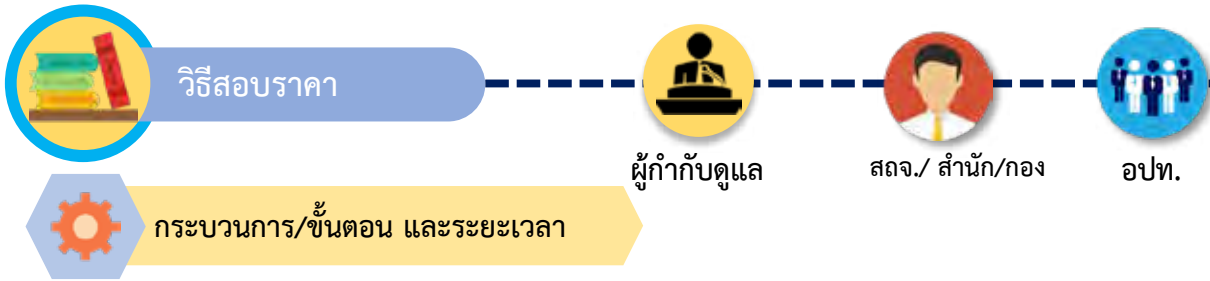 วิธีสอบราคา
ผู้กำกับดูแล
สถจ./ สำนัก/กอง
อปท.
กระบวนการ/ขั้นตอน และระยะเวลา